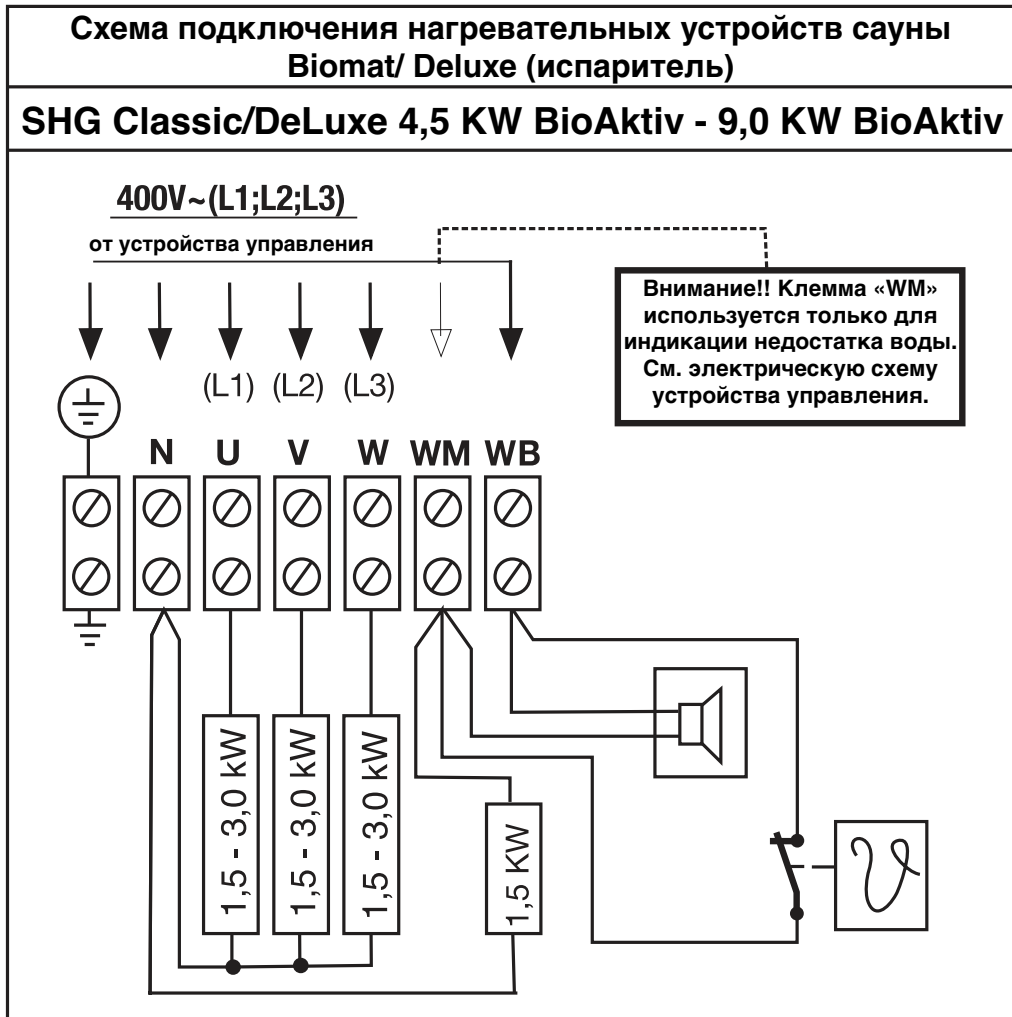 Схема подключения нагревательных устройств сауны
Biomat/ Deluxe (испаритель)
SHG Classic/DeLuxe 4,5 KW BioAktiv - 9,0 KW BioAktiv
400V~(L1;L2;L3)
от устройства управления
Внимание!! Клемма «WM»
используется только для
индикации недостатка воды.
См. электрическую схему
устройства управления.
(L1) (L2) (L3)
N U V W WM WB
1,5 - 3,0 kW
1,5 - 3,0 kW
1,5 - 3,0 kW
1,5 KW